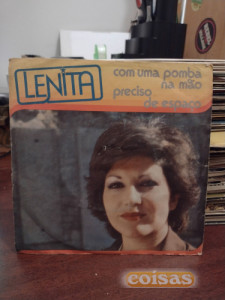 LENITA
com uma pomba
na mão
preciso
de espaço
coisas